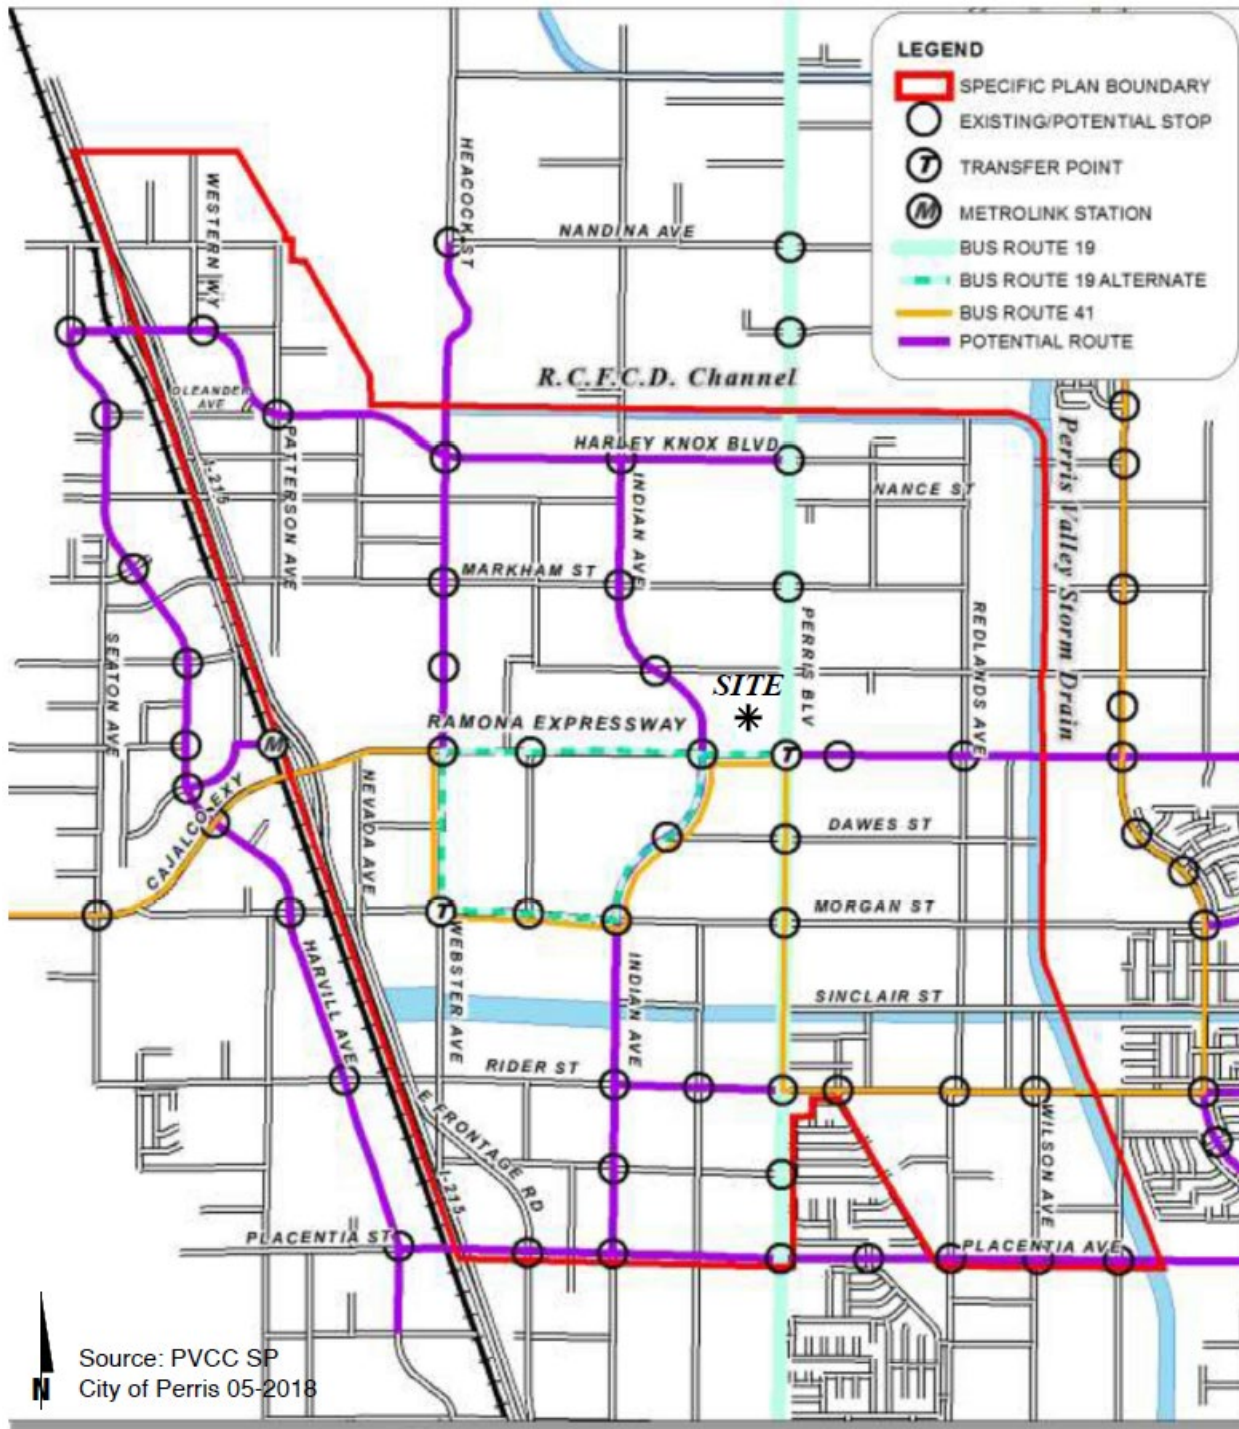 LEGEND
SPECIFIC PLAN BOUNDARY
EXISTING/POTENTIAL STOP
T TRANSFER POINT
M METROLINK STATION
BUS ROUTE 19
BUS ROUTE 19 ALTERNATE
BUS ROUTE 41
POTENTIAL ROUTE
HEACOCK ST
WESTERN WY
NANDINA AVE
R.C.F.C.D. Channel
OLEANDER
AVE
HARLEY KNOX BLVD
PATTERSON AVE
I-215
INDIAN AVE
NANCE ST
Perris Valley Storm Drain
MARKHAM ST
PERRIS BLV
REDLANDS AVE
SEATON AVE
SITE
RAMONA EXPRESSWAY
M
T
NEVADA AVE
CAJALCO EXY
DAWES ST
T
MORGAN ST
WEBSTER AVE
HARVILL AVE
INDIAN AVE
SINCLAIR ST
RIDER ST
E FRONTAGE RD
WILSON AVE
I-215
PLACENTIA ST
PLACENTIA AVE
N
Source: PVCC SP
City of Perris 05-2018